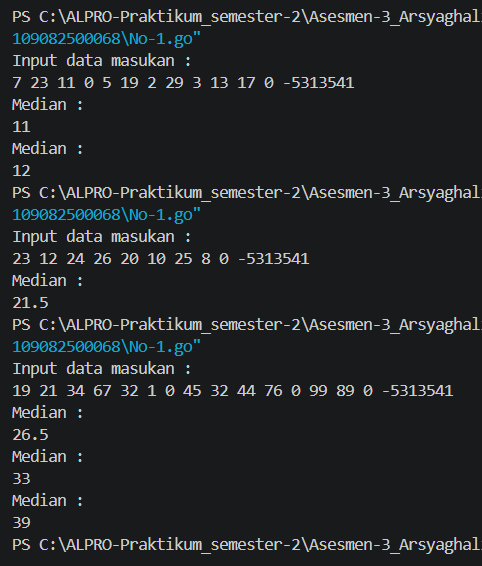 PS C:\ALPRO-Praktikum_semester-2\Asesmen-3_Arsyaghal
109082500068\No-1.go"
Input data masukan :
7 23 11 0 5 19 2 29 3 13 17 0 -5313541
Median :
11
Median :
12
PS C:\ALPRO-Praktikum_semester-2\Asesmen-3_Arsyaghal
109082500068\No-1.go"
Input data masukan :
23 12 24 26 20 10 25 8 0 -5313541
Median :
21.5
PS C:\ALPRO-Praktikum_semester-2\Asesmen-3_Arsyaghal
109082500068\No-1.go"
Input data masukan :
19 21 34 67 32 1 0 45 32 44 76 0 99 89 0 -5313541
Median :
26.5
Median :
33
Median :
39
PS C:\ALPRO-Praktikum_semester-2\Asesmen-3_Arsyaghal